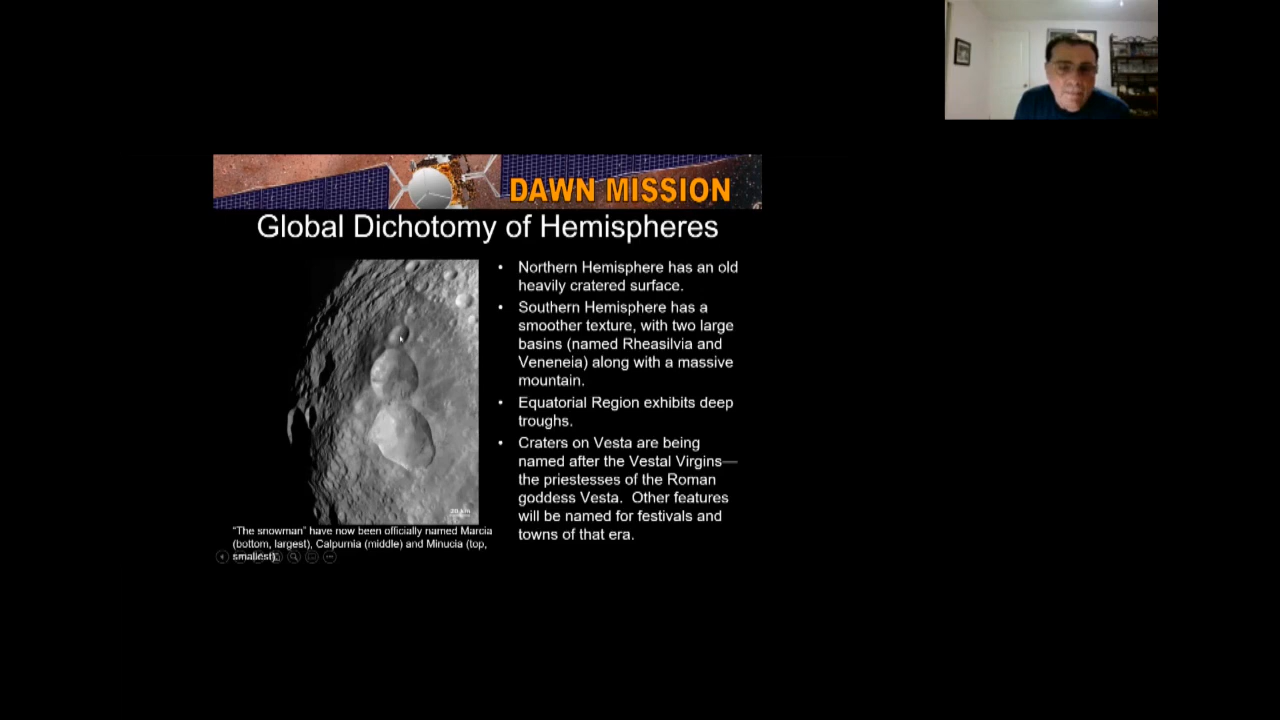 DAWN MISSION
Global Dichotomy of Hemispheres
• Northern Hemisphere has an old
heavily cratered surface.
• Southern Hemisphere has a
smoother texture, with two large
basins (named Rheasilvia and
Veneneia) along with a massive
mountain.
• Equatorial Region exhibits deep
troughs.
• Craters on Vesta are being
named after the Vestal Virgins—
the priestesses of the Roman
goddess Vesta. Other features
will be named for festivals and
towns of that era.
20 km
“The snowman” have now been officially named Marcia
(bottom, largest), Calpurnia (middle) and Minucia (top,
smallest).